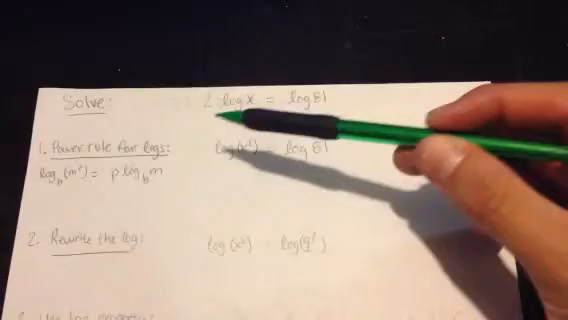 Solve: 2 log x = log 81
1. Power rule for logs: log(x²) = log 81
log_b(m^p) = p log_b m
2. Rewrite the log: log(x²) = log(9²)